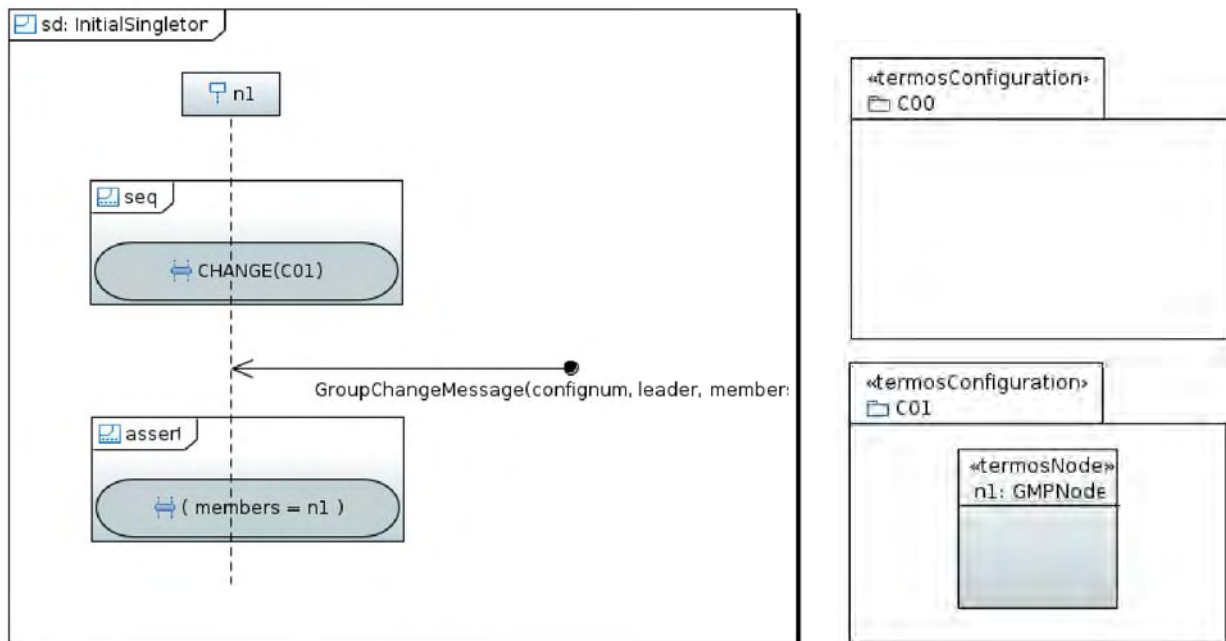 sd: InitialSingletor
n1
seq
CHANGE(C01)
GroupChangeMessage(confignum, leader, members
assert
( members = n1 )
«termosConfiguration»
C00
«termosConfiguration»
C01
«termosNode»
n1: GMPNode